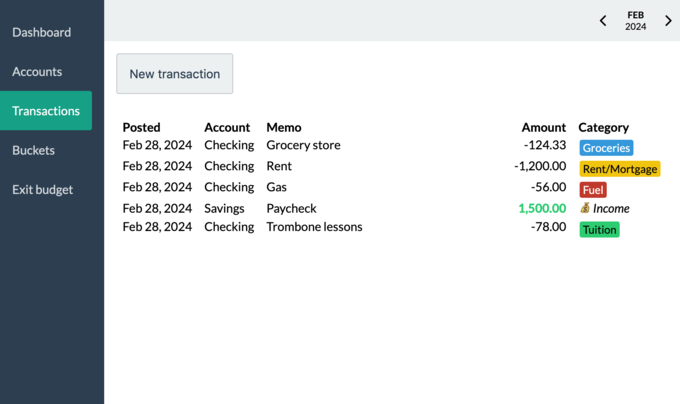 Dashboard
Accounts
Transactions
Buckets
Exit budget
FEB
2024
New transaction
Posted Account Memo Amount Category
Feb 28, 2024 Checking Grocery store -124.33 Groceries
Feb 28, 2024 Checking Rent -1,200.00 Rent/Mortgage
Feb 28, 2024 Checking Gas -56.00 Fuel
Feb 28, 2024 Savings Paycheck 1,500.00 💰 Income
Feb 28, 2024 Checking Trombone lessons -78.00 Tuition